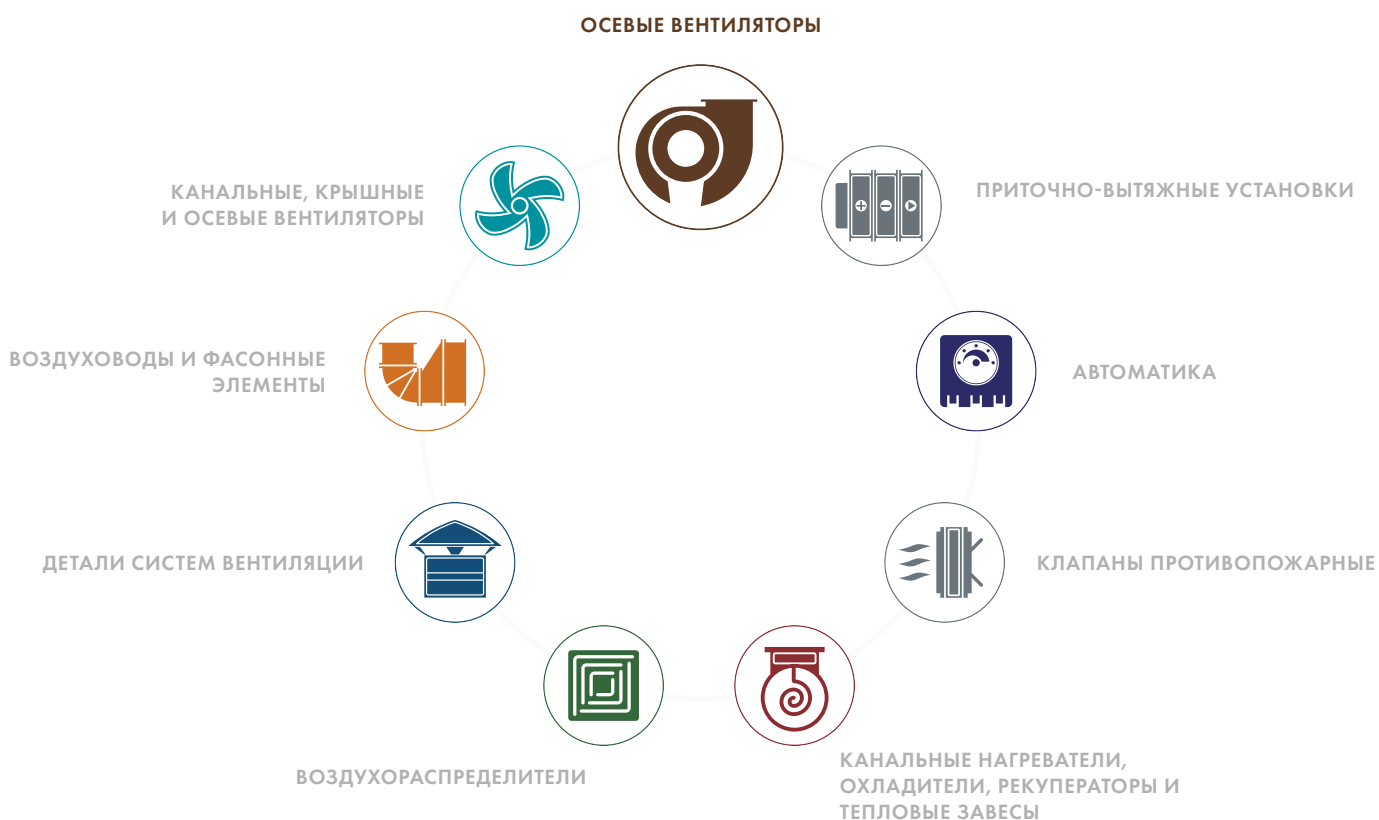 ОСЕВЫЕ ВЕНТИЛЯТОРЫ
КАНАЛЬНЫЕ, КРЫШНЫЕ
И ОСЕВЫЕ ВЕНТИЛЯТОРЫ
ПРИТОЧНО-ВЫТЯЖНЫЕ УСТАНОВКИ
ВОЗДУХОВОДЫ И ФАСОННЫЕ
ЭЛЕМЕНТЫ
АВТОМАТИКА
ДЕТАЛИ СИСТЕМ ВЕНТИЛЯЦИИ
КЛАПАНЫ ПРОТИВОПОЖАРНЫЕ
ВОЗДУХОРАСПРЕДЕЛИТЕЛИ
КАНАЛЬНЫЕ НАГРЕВАТЕЛИ,
ОХЛАДИТЕЛИ, РЕКУПЕРАТОРЫ И
ТЕПЛОВЫЕ ЗАВЕСЫ